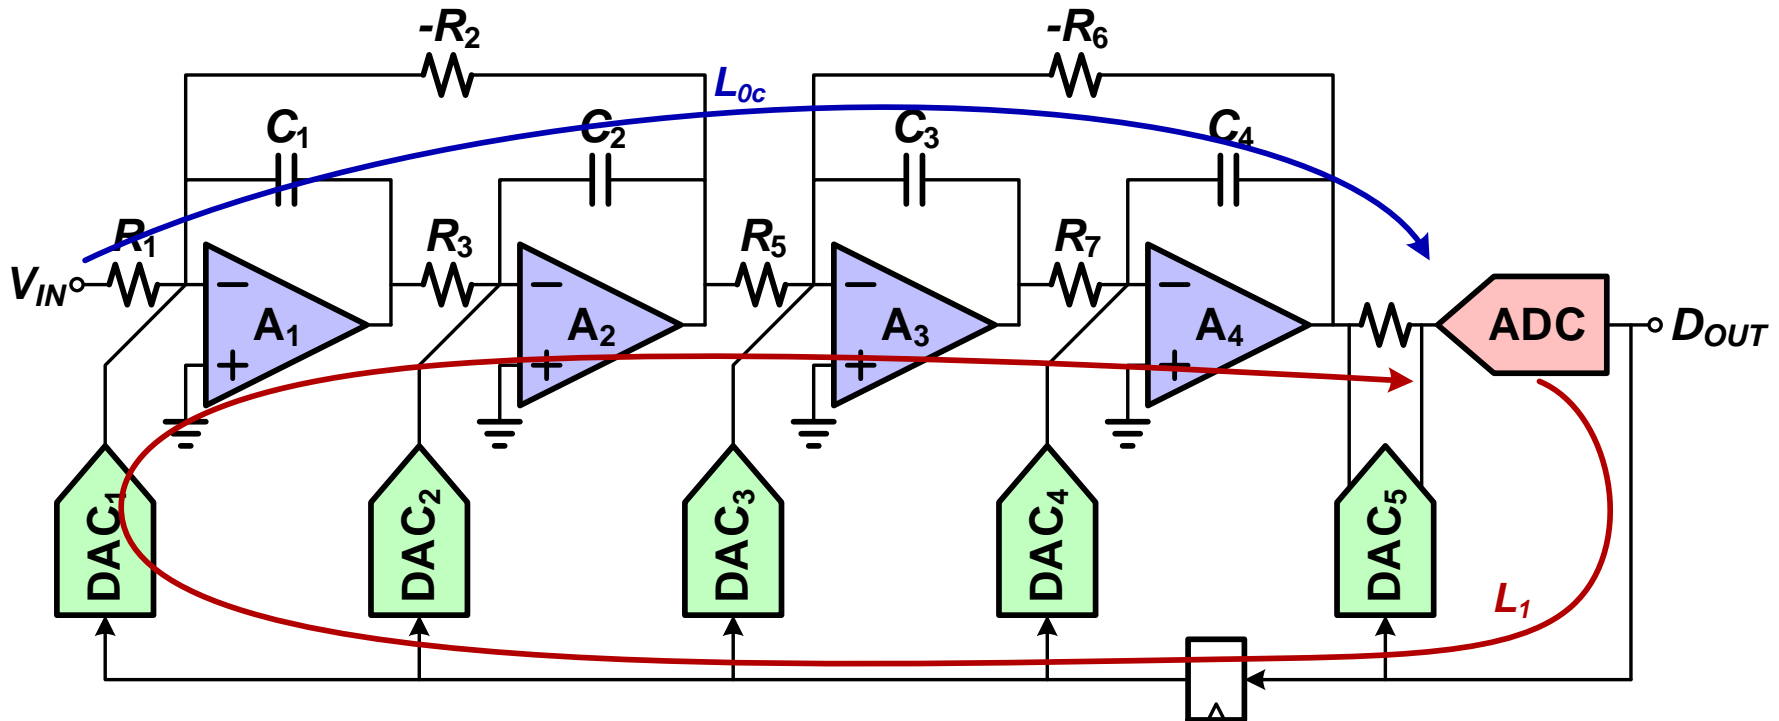 -R2
-R6
L0c
C1
C2
C3
C4
R1
R3
R5
R7
VIN
A1
A2
A3
A4
ADC
DOUT
DAC1
DAC2
DAC3
DAC4
DAC5
L1